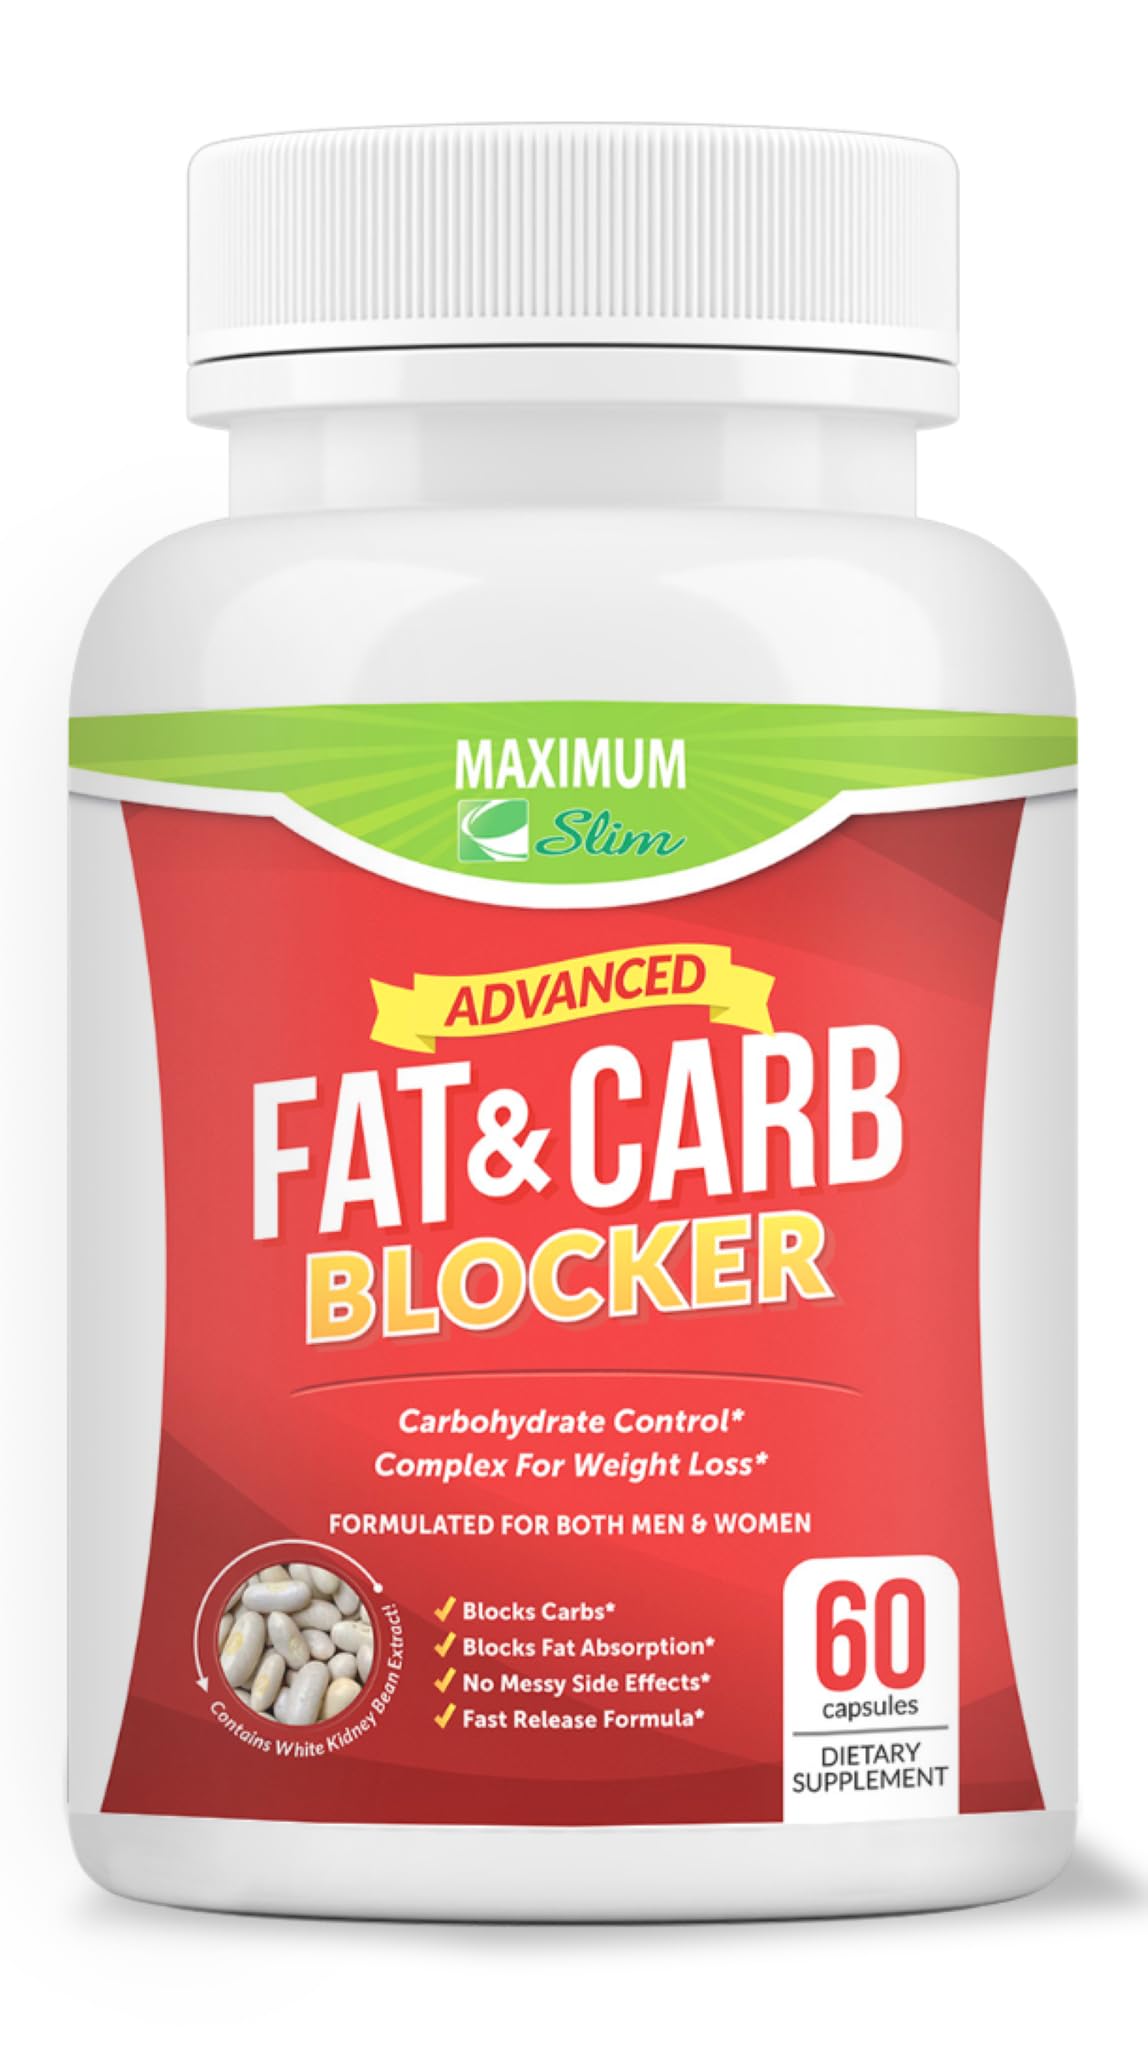 MAXIMUM
Slim
ADVANCED
FAT & CARB
BLOCKER
Carbohydrate Control*
Complex For Weight Loss*
FORMULATED FOR BOTH MEN & WOMEN
Contains White Kidney Bean Extract!
Blocks Carbs*
Blocks Fat Absorption*
No Messy Side Effects*
Fast Release Formula*
60
capsules
DIETARY
SUPPLEMENT